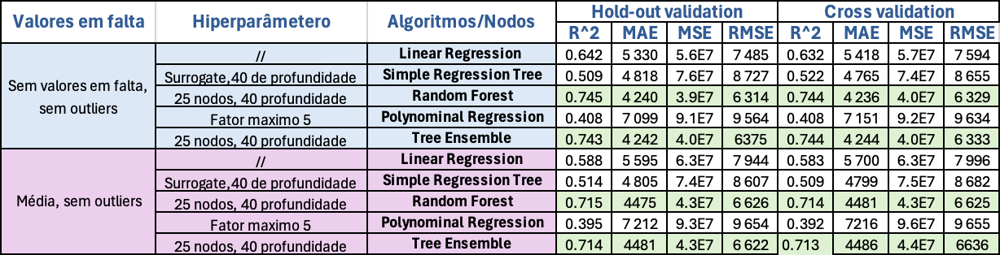 Valores em falta Hiperparâmetero Algoritmos/Nodos Hold-out validation Cross validation
R^2 MAE MSE RMSE R^2 MAE MSE RMSE
Sem valores em falta, sem outliers
// Linear Regression 0.642 5 330 5.6E7 7 485 0.632 5 418 5.7E7 7 594
Surrogate,40 de profundidade Simple Regression Tree 0.509 4 818 7.6E7 8 727 0.522 4 765 7.4E7 8 655
25 nodos, 40 profundidade Random Forest 0.745 4 240 3.9E7 6 314 0.744 4 236 4.0E7 6 329
Fator maximo 5 Polynominal Regression 0.408 7 099 9.1E7 9 564 0.408 7 151 9.2E7 9 634
25 nodos, 40 profundidade Tree Ensemble 0.743 4 242 4.0E7 6375 0.744 4 244 4.0E7 6 333
Média, sem outliers
// Linear Regression 0.588 5 595 6.3E7 7 944 0.583 5 700 6.3E7 7 996
Surrogate,40 de profundidade Simple Regression Tree 0.514 4 805 7.4E7 8 607 0.509 4799 7.5E7 8 682
25 nodos, 40 profundidade Random Forest 0.715 4475 4.3E7 6 626 0.714 4481 4.3E7 6 625
Fator maximo 5 Polynominal Regression 0.395 7 212 9.3E7 9 654 0.392 7216 9.6E7 9 655
25 nodos, 40 profundidade Tree Ensemble 0.714 4481 4.3E7 6 622 0.713 4486 4.4E7 6636